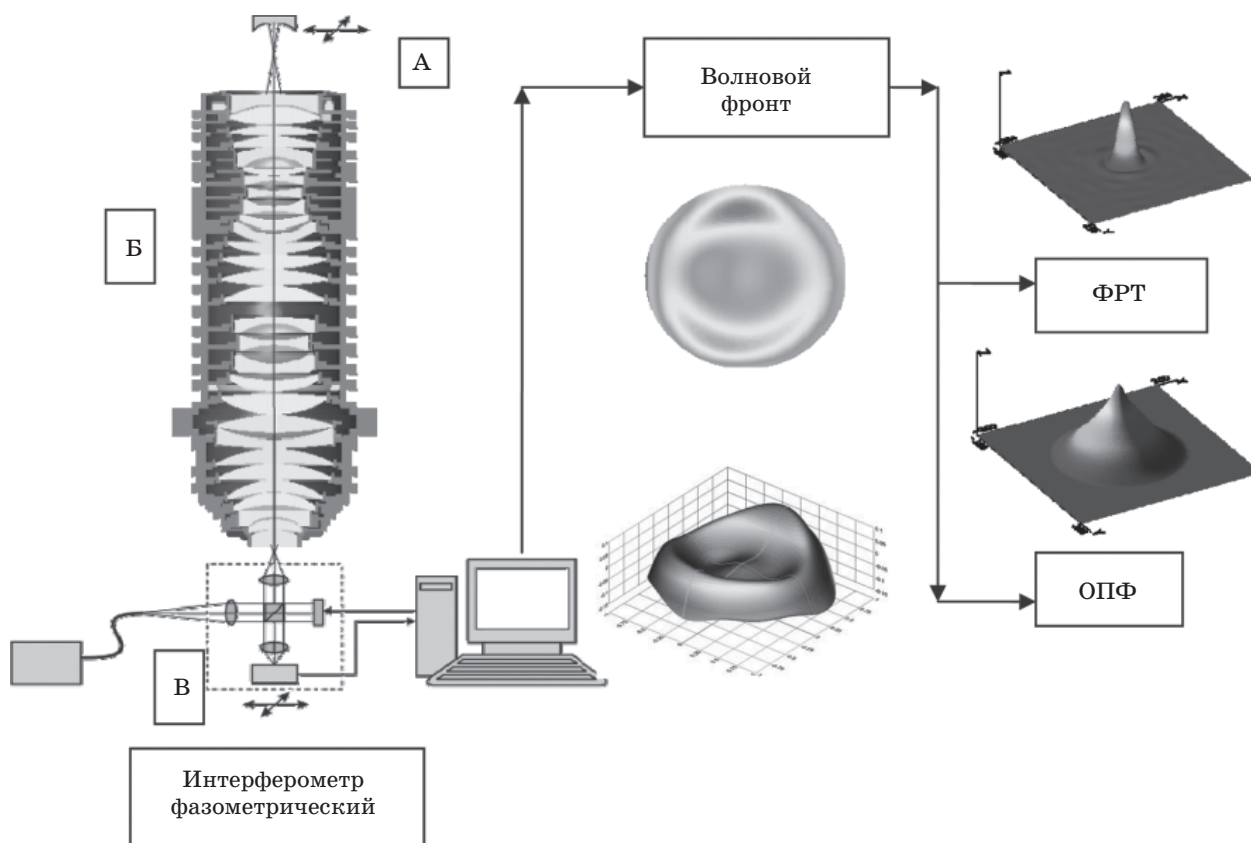 А
Волновой
фронт
Б
ФРТ
ОПФ
В
Интерферометр
фазометрический